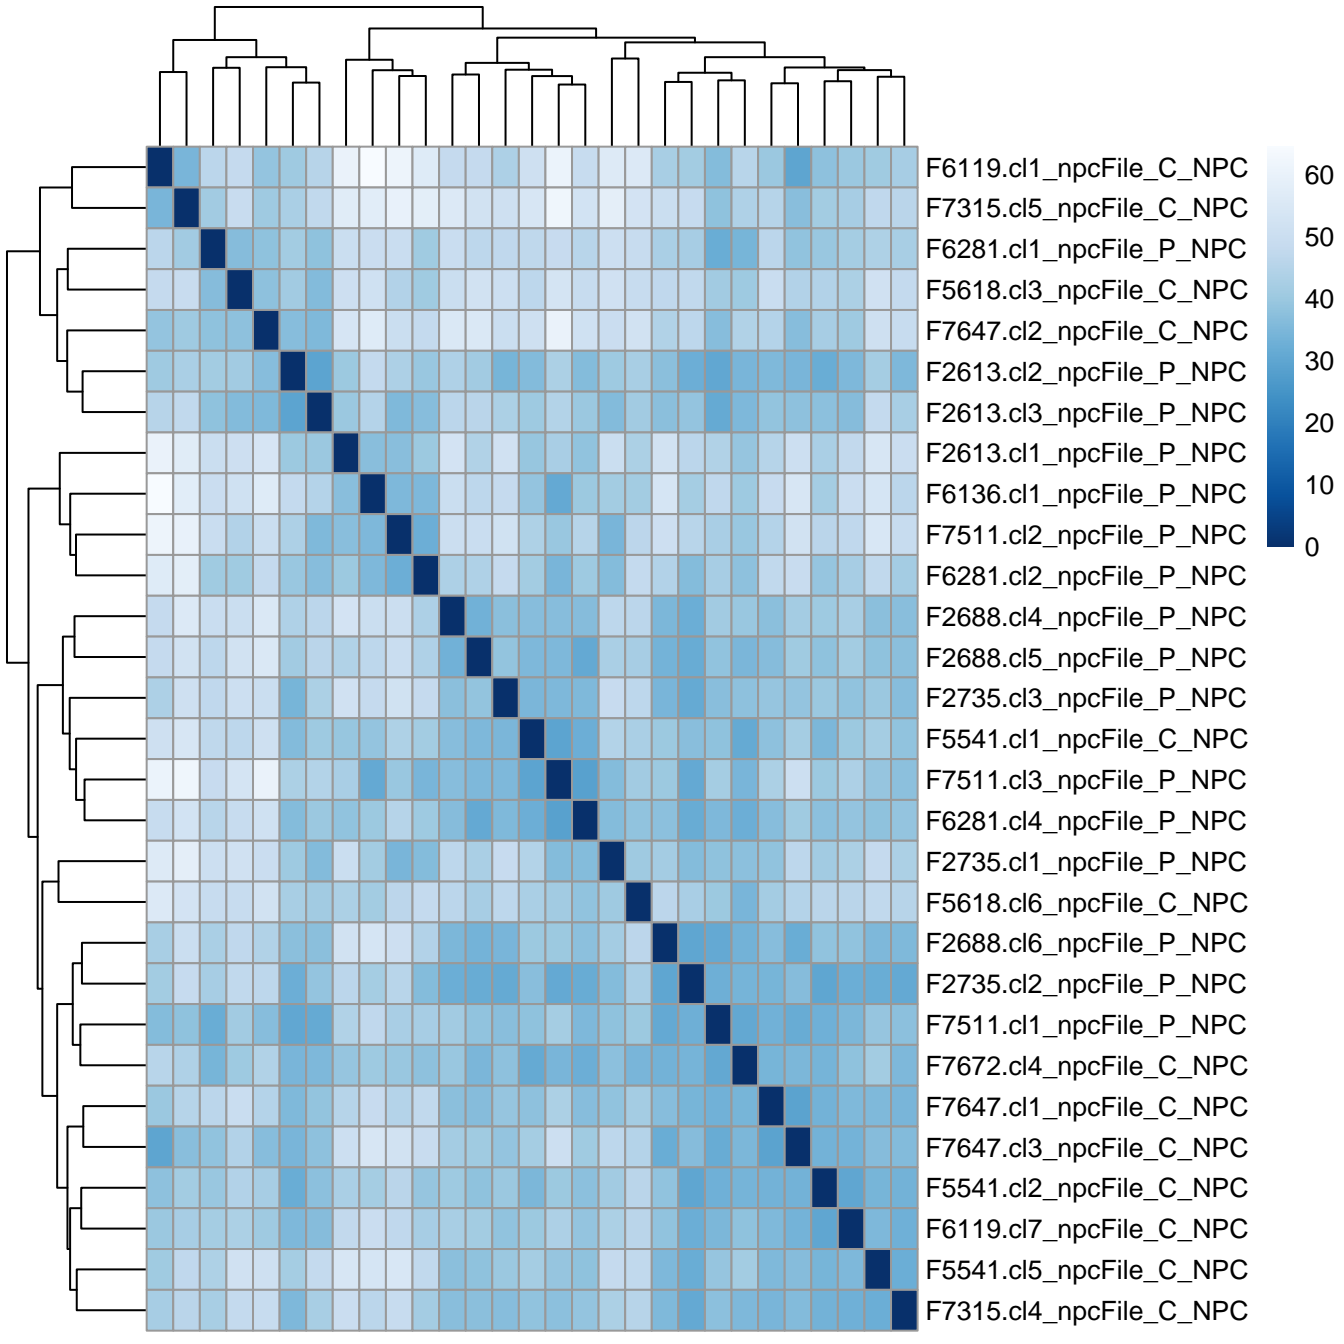 F6119.cl1_npcFile_C_NPC
F7315.cl5_npcFile_C_NPC
F6281.cl1_npcFile_P_NPC
F5618.cl3_npcFile_C_NPC
F7647.cl2_npcFile_C_NPC
F2613.cl2_npcFile_P_NPC
F2613.cl3_npcFile_P_NPC
F2613.cl1_npcFile_P_NPC
F6136.cl1_npcFile_P_NPC
F7511.cl2_npcFile_P_NPC
F6281.cl2_npcFile_P_NPC
F2688.cl4_npcFile_P_NPC
F2688.cl5_npcFile_P_NPC
F2735.cl3_npcFile_P_NPC
F5541.cl1_npcFile_C_NPC
F7511.cl3_npcFile_P_NPC
F6281.cl4_npcFile_P_NPC
F2735.cl1_npcFile_P_NPC
F5618.cl6_npcFile_C_NPC
F2688.cl6_npcFile_P_NPC
F2735.cl2_npcFile_P_NPC
F7511.cl1_npcFile_P_NPC
F7672.cl4_npcFile_C_NPC
F7647.cl1_npcFile_C_NPC
F7647.cl3_npcFile_C_NPC
F5541.cl2_npcFile_C_NPC
F6119.cl7_npcFile_C_NPC
F5541.cl5_npcFile_C_NPC
F7315.cl4_npcFile_C_NPC
60
50
40
30
20
10
0